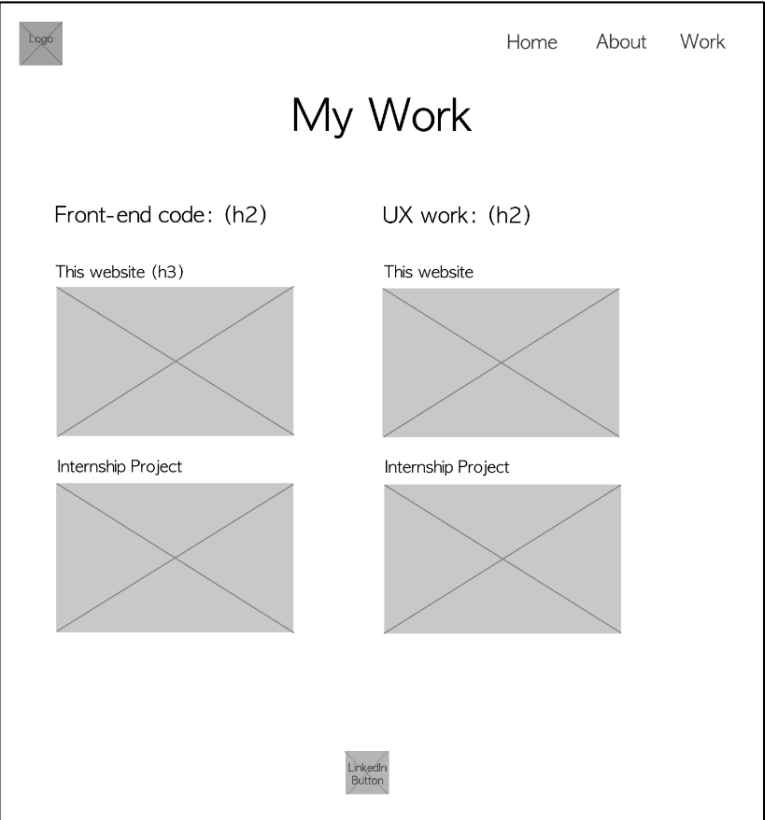 Logo
Home About Work
My Work
Front-end code: (h2)
This website (h3)
Internship Project
UX work: (h2)
This website
Internship Project
LinkedIn
Button